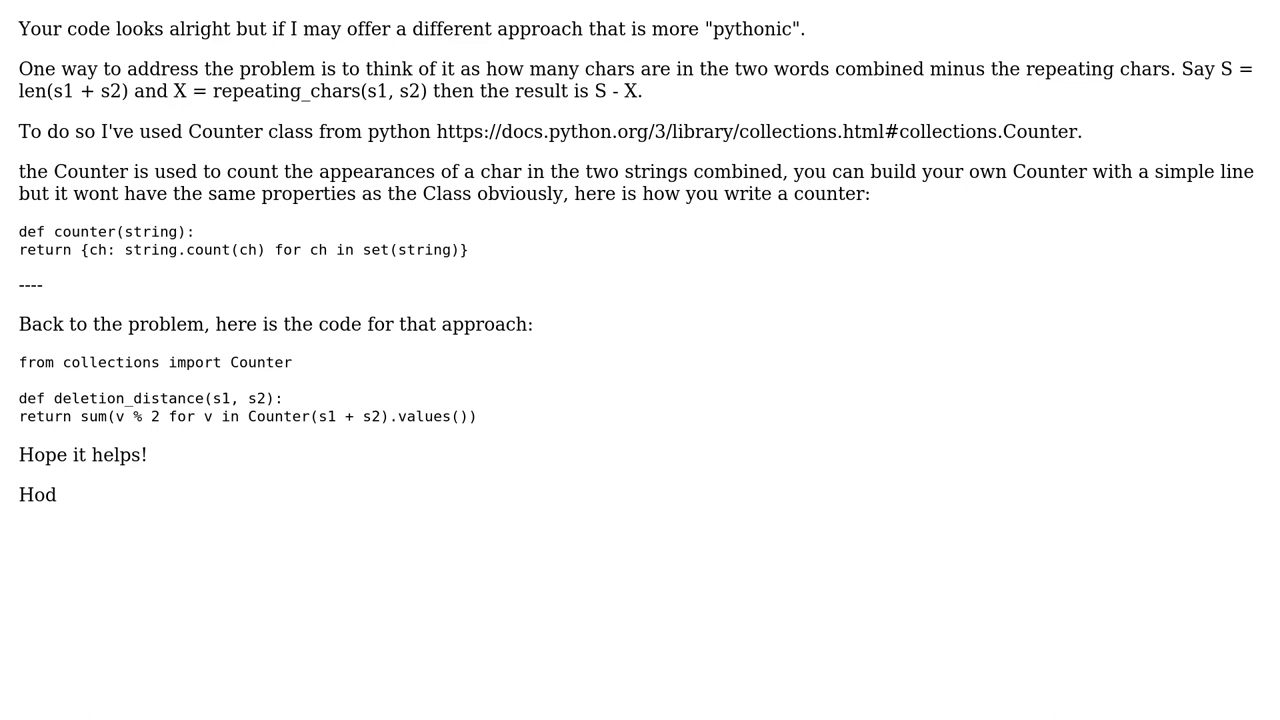 Your code looks alright but if I may offer a different approach that is more "pythonic".
One way to address the problem is to think of it as how many chars are in the two words combined minus the repeating chars. Say S =
len(s1 + s2) and X = repeating_chars(s1, s2) then the result is S - X.
To do so I've used Counter class from python https://docs.python.org/3/library/collections.html#collections.Counter.
the Counter is used to count the appearances of a char in the two strings combined, you can build your own Counter with a simple line
but it wont have the same properties as the Class obviously, here is how you write a counter:
def counter(string):
return {ch: string.count(ch) for ch in set(string)}
----
Back to the problem, here is the code for that approach:
from collections import Counter
def deletion_distance(s1, s2):
return sum(v % 2 for v in Counter(s1 + s2).values())
Hope it helps!
Hod